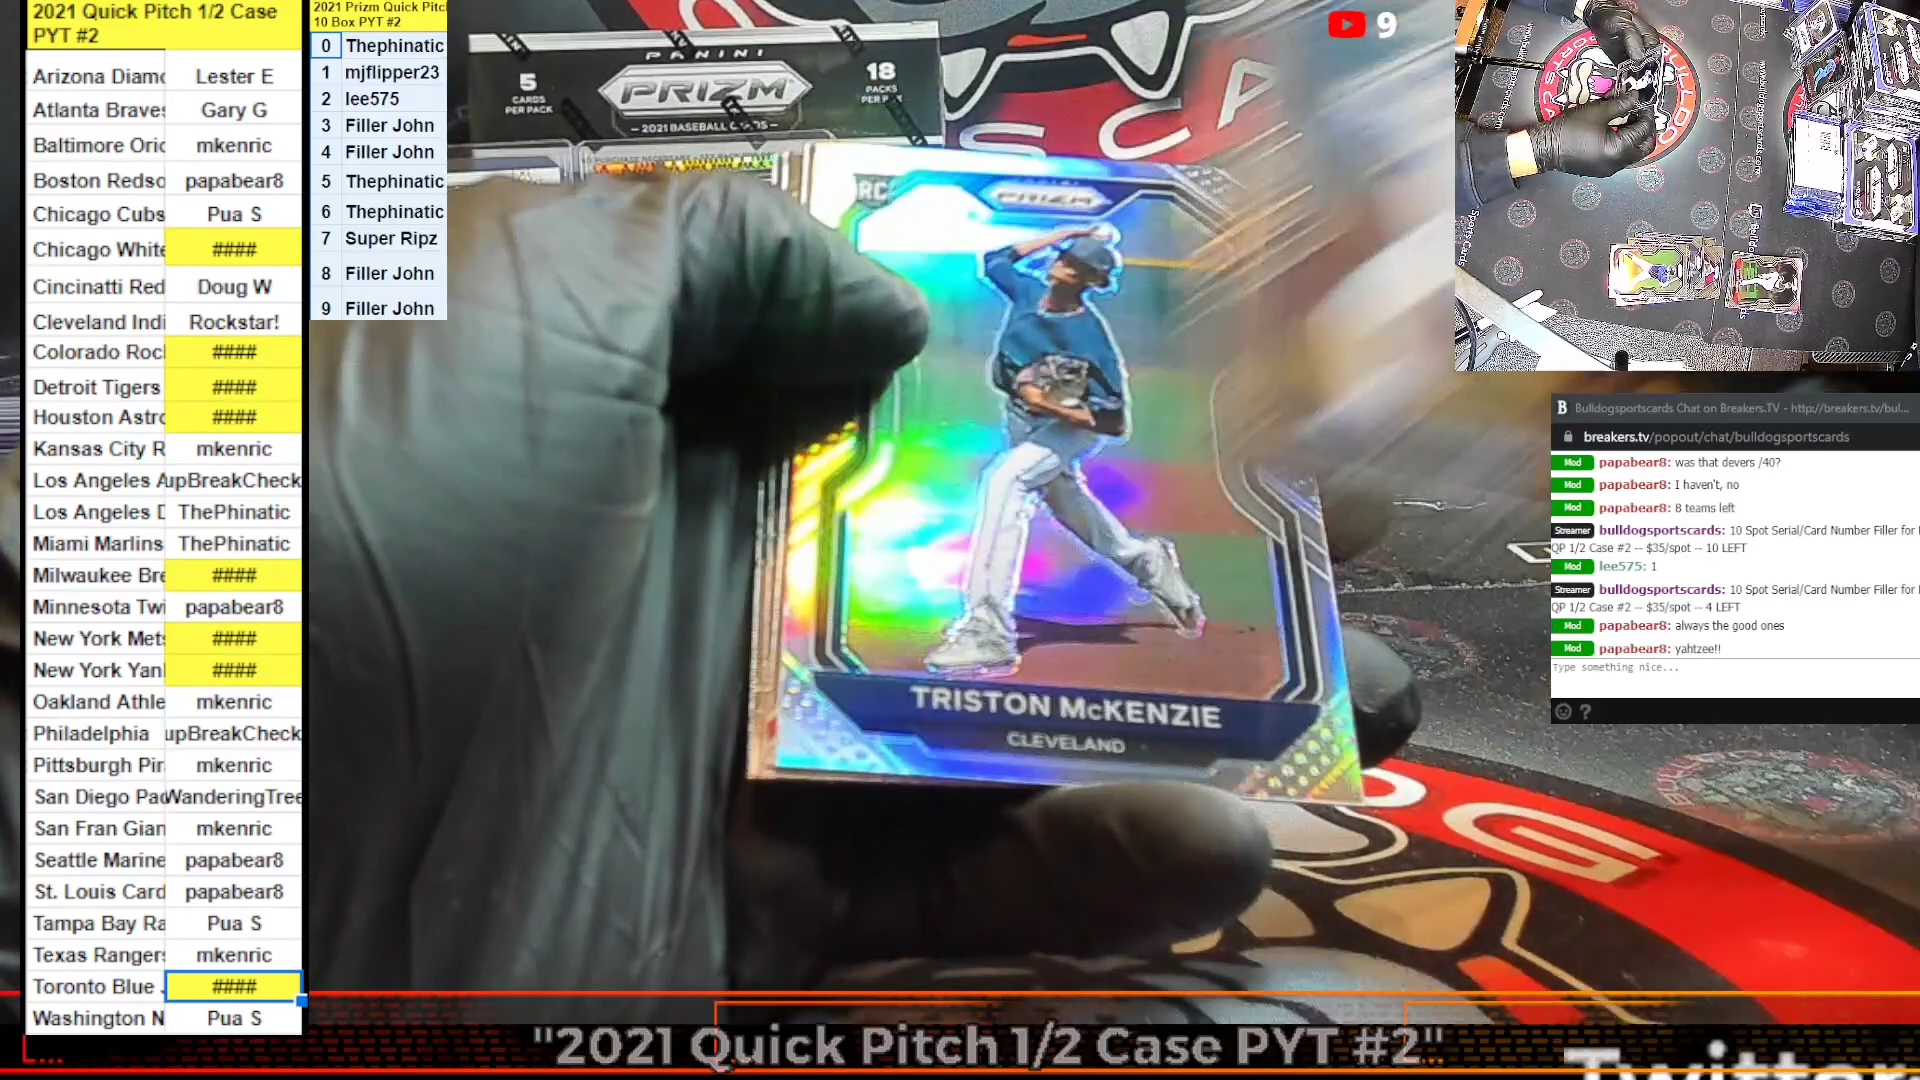 2021 Quick Pitch 1/2 Case
PYT #2
Arizona Diamo Lester E
Atlanta Braves Gary G
Baltimore Orio mkenric
Boston Redso papabear8
Chicago Cubs Pua S
Chicago White ####
Cincinatti Red Doug W
Cleveland Indi Rockstar!
Colorado Roc ####
Detroit Tigers ####
Houston Astro ####
Kansas City R mkenric
Los Angeles A upBreakCheck
Los Angeles D ThePhinatic
Miami Marlins ThePhinatic
Milwaukee Bre ####
Minnesota Twi papabear8
New York Mets ####
New York Yan ####
Oakland Athle mkenric
Philadelphia upBreakCheck
Pittsburgh Pir mkenric
San Diego Pad WanderingTree
San Fran Gian mkenric
Seattle Marine papabear8
St. Louis Card papabear8
Tampa Bay Ra Pua S
Texas Rangers mkenric
Toronto Blue ####
Washington N Pua S
2021 Prizm Quick Pitc
10 Box PYT #2
0 Thephinatic
1 mjflipper23
2 lee575
3 Filler John
4 Filler John
5 Thephinatic
6 Thephinatic
7 Super Ripz
8 Filler John
9 Filler John
PANINI
PRIZM
5
CARDS
PER PACK
18
PACKS
2021 BASEBALL CARDS
9
RC
PRIZM
TRISTON McKENZIE
CLEVELAND
Bulldogsportscards Chat on Breakers.TV - http://breakers.tv/bul...
breakers.tv/popout/chat/bulldogsportscards
Mod papabear8: was that devers /40?
Mod papabear8: I haven't, no
Mod papabear8: 8 teams left
Streamer bulldogsportscards: 10 Spot Serial/Card Number Filler for
QP 1/2 Case #2 -- $35/spot -- 10 LEFT
Mod lee575: 1
Streamer bulldogsportscards: 10 Spot Serial/Card Number Filler for
QP 1/2 Case #2 -- $35/spot -- 4 LEFT
Mod papabear8: always the good ones
Mod papabear8: yahtzee!!
Type something nice...
"2021 Quick Pitch 1/2 Case PYT #2"
L...
Twitter